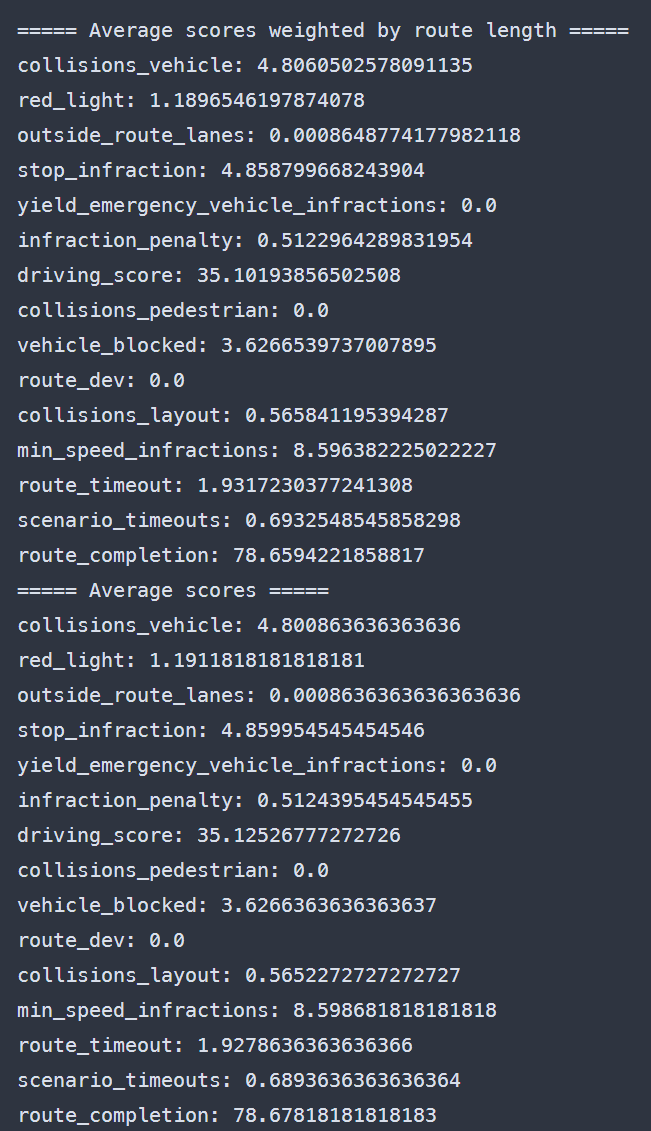 ===== Average scores weighted by route length =====
collisions_vehicle: 4.8060502578091135
red_light: 1.1896546197874078
outside_route_lanes: 0.0008648774177982118
stop_infraction: 4.858799668243904
yield_emergency_vehicle_infractions: 0.0
infraction_penalty: 0.5122964289831954
driving_score: 35.10193856502508
collisions_pedestrian: 0.0
vehicle_blocked: 3.6266539737007895
route_dev: 0.0
collisions_layout: 0.565841195394287
min_speed_infractions: 8.596382225022227
route_timeout: 1.9317230377241308
scenario_timeouts: 0.6932548545858298
route_completion: 78.6594221858817
===== Average scores =====
collisions_vehicle: 4.800863636363636
red_light: 1.1911818181818181
outside_route_lanes: 0.0008636363636363636
stop_infraction: 4.859954545454546
yield_emergency_vehicle_infractions: 0.0
infraction_penalty: 0.5124395454545455
driving_score: 35.12526777272726
collisions_pedestrian: 0.0
vehicle_blocked: 3.6266363636363637
route_dev: 0.0
collisions_layout: 0.5652272727272727
min_speed_infractions: 8.598681818181818
route_timeout: 1.9278636363636366
scenario_timeouts: 0.6893636363636364
route_completion: 78.67818181818183